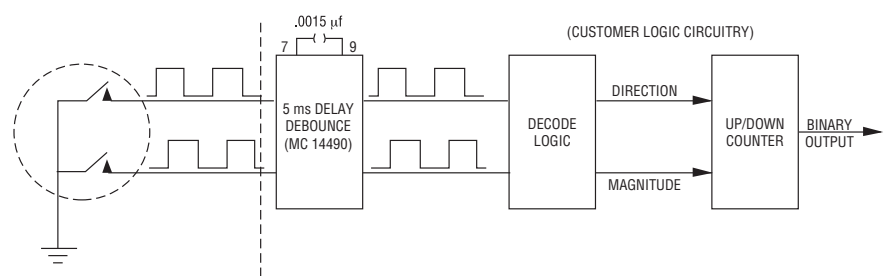 .0015 µf
7 9
(CUSTOMER LOGIC CIRCUITRY)
5 ms DELAY
DEBOUNCE
(MC 14490)
DECODE
LOGIC
DIRECTION
MAGNITUDE
UP/DOWN
COUNTER
BINARY
OUTPUT